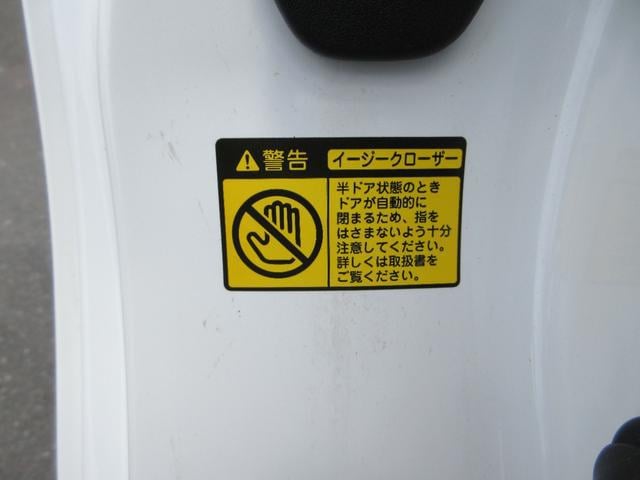 警告 イージークローザー
半ドア状態のとき
ドアが自動的に
閉まるため、指を
はさまないよう十分
注意してください。
詳しくは取扱書を
ご覧ください。